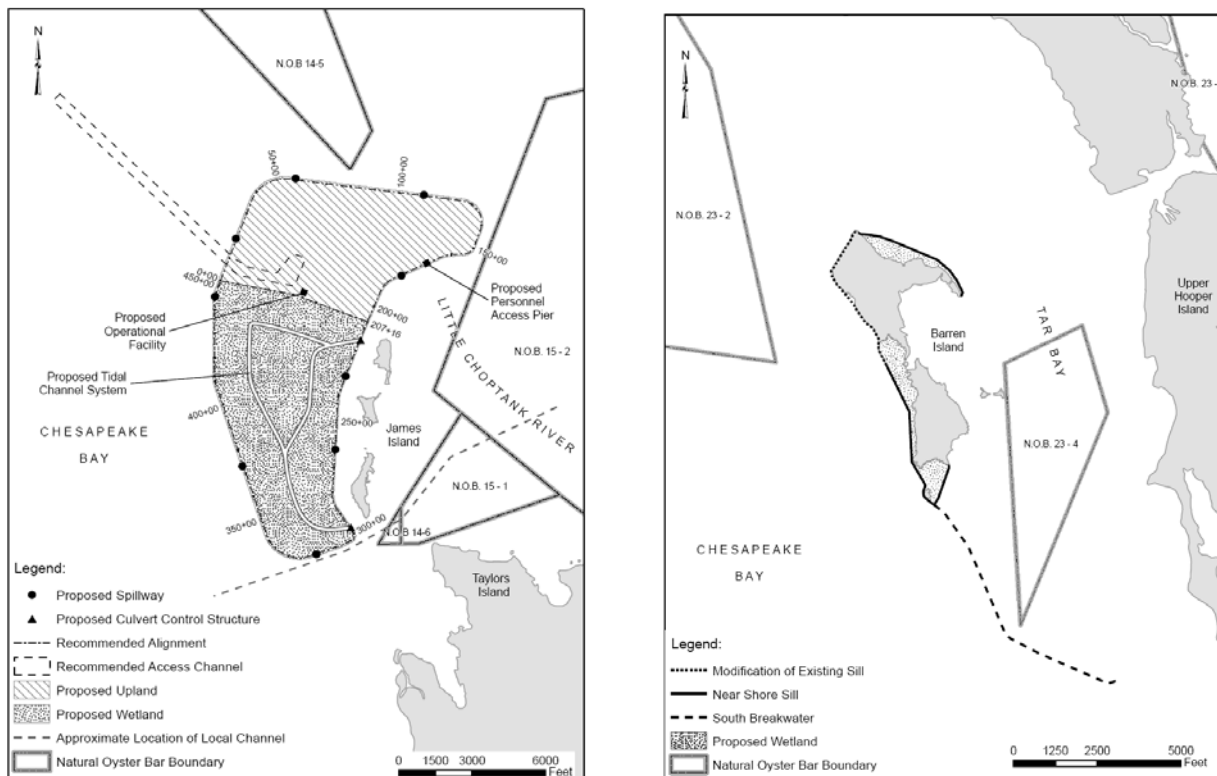 N
N.O.B 14-5
50+00
100+00
150+00
0+00
450+00
200+00
207+16
Proposed
Personnel
Access Pier
Proposed
Operational
Facility
LITTLE CHOPTANK RIVER
N.O.B. 15-2
Proposed Tidal
Channel System
400+00
250+00
James
Island
CHESAPEAKE
BAY
N.O.B. 15-1
350+00
300+00
N.O.B 14-6
Taylors
Island
Legend:
Proposed Spillway
Proposed Culvert Control Structure
Recommended Alignment
Recommended Access Channel
Proposed Upland
Proposed Wetland
Approximate Location of Local Channel
Natural Oyster Bar Boundary
0 1500 3000 6000
Feet
N
N.O.B. 23 -
N.O.B. 23 - 2
Upper
Hooper
Island
Barren
Island
TAR BAY
N.O.B. 23 - 4
CHESAPEAKE
BAY
Legend:
Modification of Existing Sill
Near Shore Sill
South Breakwater
Proposed Wetland
Natural Oyster Bar Boundary
0 1250 2500 5000
Feet